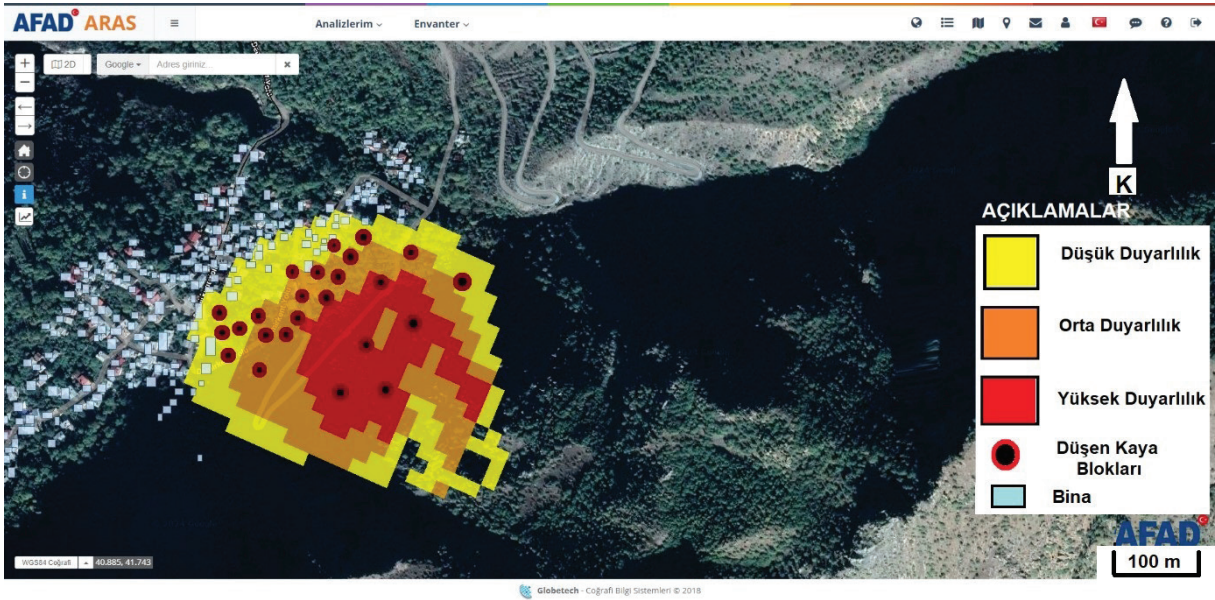 AFAD ARAS
Analizlerim
Envanter
2D
Google
Adres giriniz...
K
AÇIKLAMALAR
Düşük Duyarlılık
Orta Duyarlılık
Yüksek Duyarlılık
Düşen Kaya
Blokları
Bina
AFAD
100 m
WGS84 Coğrafi
40.885, 41.743
Globetech - Coğrafi Bilgi Sistemleri © 2018